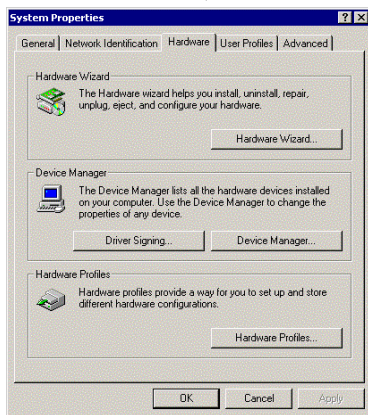 System Properties
General Network Identification Hardware User Profiles Advanced
Hardware Wizard
The Hardware wizard helps you install, uninstall, repair,
unplug, eject, and configure your hardware.
Hardware Wizard...
Device Manager
The Device Manager lists all the hardware devices installed
on your computer. Use the Device Manager to change the
properties of any device.
Driver Signing... Device Manager...
Hardware Profiles
Hardware profiles provide a way for you to set up and store
different hardware configurations.
Hardware Profiles...
OK Cancel Apply